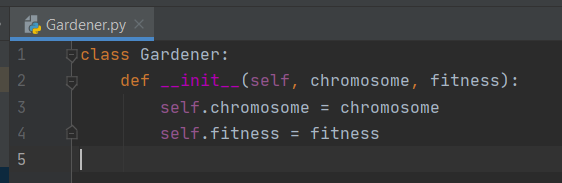 Gardener.py
1 class Gardener:
2 def __init__(self, chromosome, fitness):
3 self.chromosome = chromosome
4 self.fitness = fitness
5